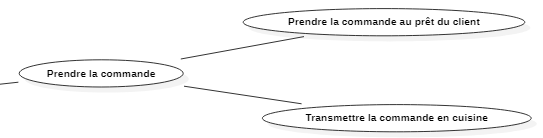 Prendre la commande au prêt du client
Prendre la commande
Transmettre la commande en cuisine